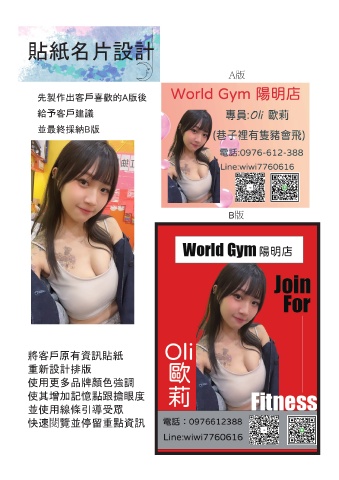 貼紙名片設計
先製作出客戶喜歡的A版後
給予客戶建議
並最終採納B版
A版
World Gym 陽明店
專員:Oli 歐莉
(巷子裡有隻豬會飛)
電話:0976-612-388
Line:wiwi7760616
B版
World Gym 陽明店
Join
For
Oli
歐
莉
Fitness
電話：0976612388
Line:wiwi7760616
將客戶原有資訊貼紙
重新設計排版
使用更多品牌顏色強調
使其增加記憶點跟搶眼度
並使用線條引導受眾
快速閱覽並停留重點資訊